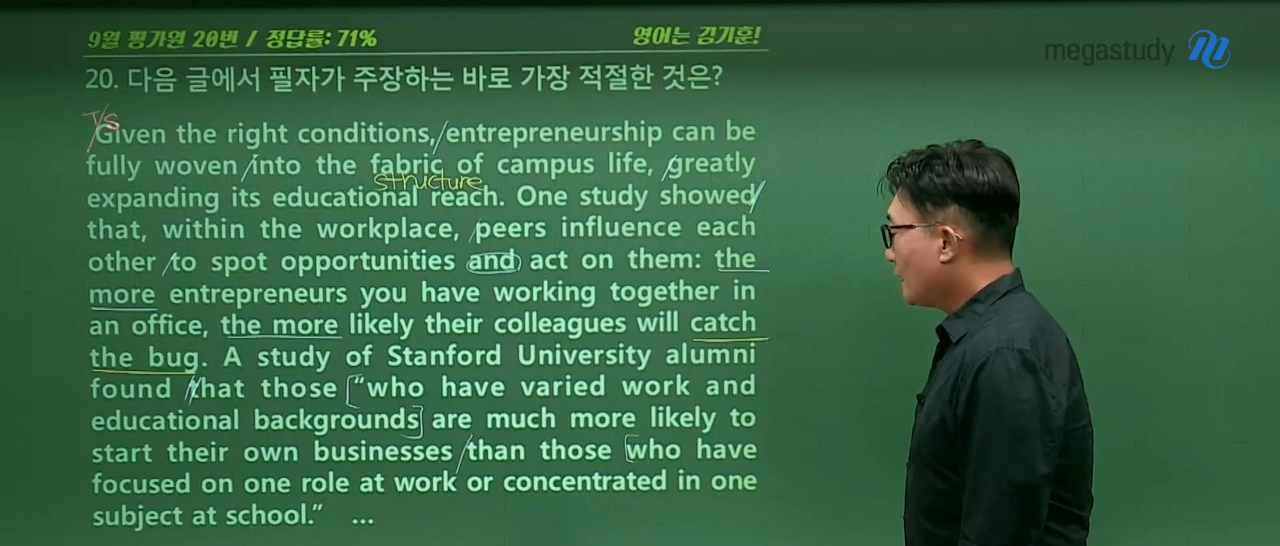 9월 평가원 20번 / 정답률: 71%
영어는 김기훈!
megastudy
20. 다음 글에서 필자가 주장하는 바로 가장 적절한 것은?
T/S
Given the right conditions, entrepreneurship can be
fully woven into the fabric of campus life, greatly
structure
expanding its educational reach. One study showed
that, within the workplace, peers influence each
other to spot opportunities and act on them: the
more entrepreneurs you have working together in
an office, the more likely their colleagues will catch
the bug. A study of Stanford University alumni
found that those “who have varied work and
educational backgrounds are much more likely to
start their own businesses than those who have
focused on one role at work or concentrated in one
subject at school.” ...